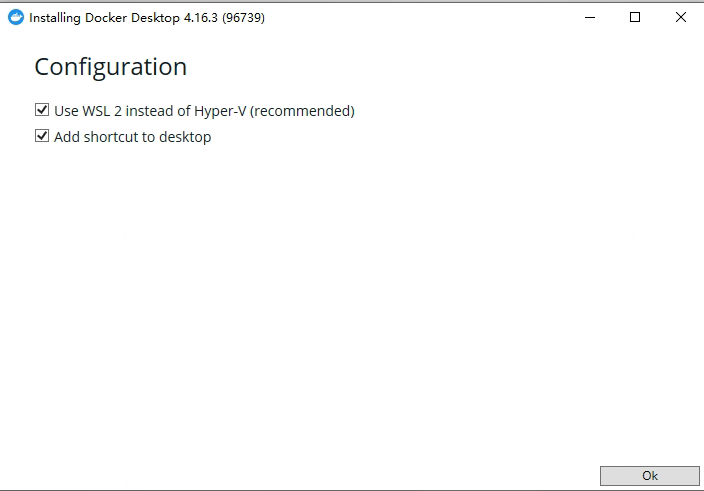 Installing Docker Desktop 4.16.3 (96739)
Configuration
Use WSL 2 instead of Hyper-V (recommended)
Add shortcut to desktop
Ok